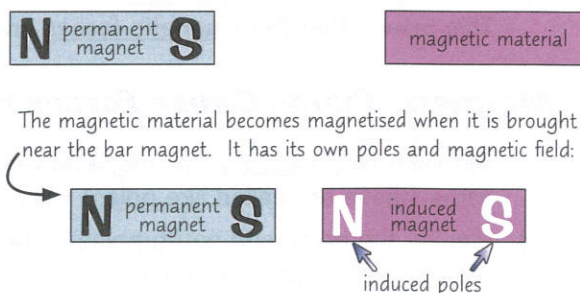 N permanent magnet S
magnetic material
The magnetic material becomes magnetised when it is brought
near the bar magnet. It has its own poles and magnetic field:
N permanent magnet S
N induced magnet S
induced poles